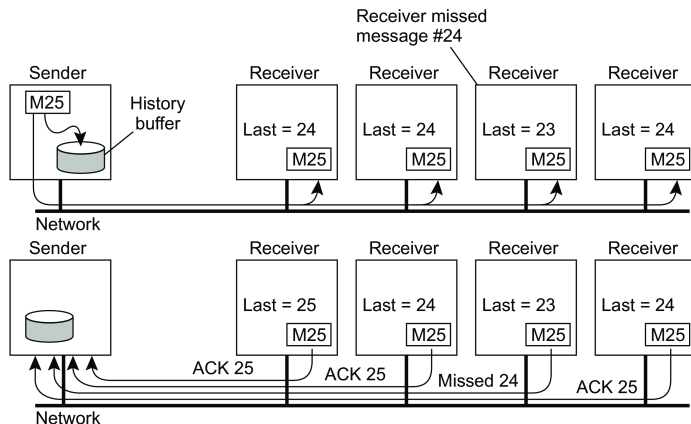 Receiver missed
message #24
Sender
Receiver
Receiver
Receiver
Receiver
M25
History
buffer
Last = 24
Last = 24
Last = 23
Last = 24
M25
M25
M25
M25
Network
Sender
Receiver
Receiver
Receiver
Receiver
Last = 25
Last = 24
Last = 23
Last = 24
M25
M25
M25
M25
ACK 25
ACK 25
Missed 24
ACK 25
Network